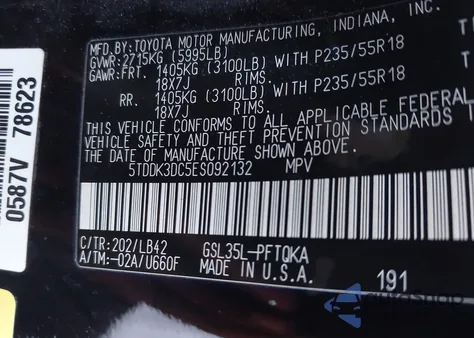 MFD. BY: TOYOTA MOTOR MANUFACTURING, INDIANA, INC.
GVWR: 2715KG (5995LB)
GAWR: FRT. 1405KG (3100LB) WITH P235/55R18
18X7J RIMS.
RR. 1405KG (3100LB) WITH P235/55R18
18X7J RIMS.
THIS VEHICLE CONFORMS TO ALL APPLICABLE FEDERAL
VEHICLE SAFETY AND THEFT PREVENTION STANDARDS
IN EFFECT ON THE DATE OF MANUFACTURE SHOWN ABOVE.
5TDDK3DC5ES092132 MPV
C/TR: 202/LB42 GSL35L-PFTQKA
A/TM: -02A/U660F MADE IN U.S.A. 191
0587V 78623